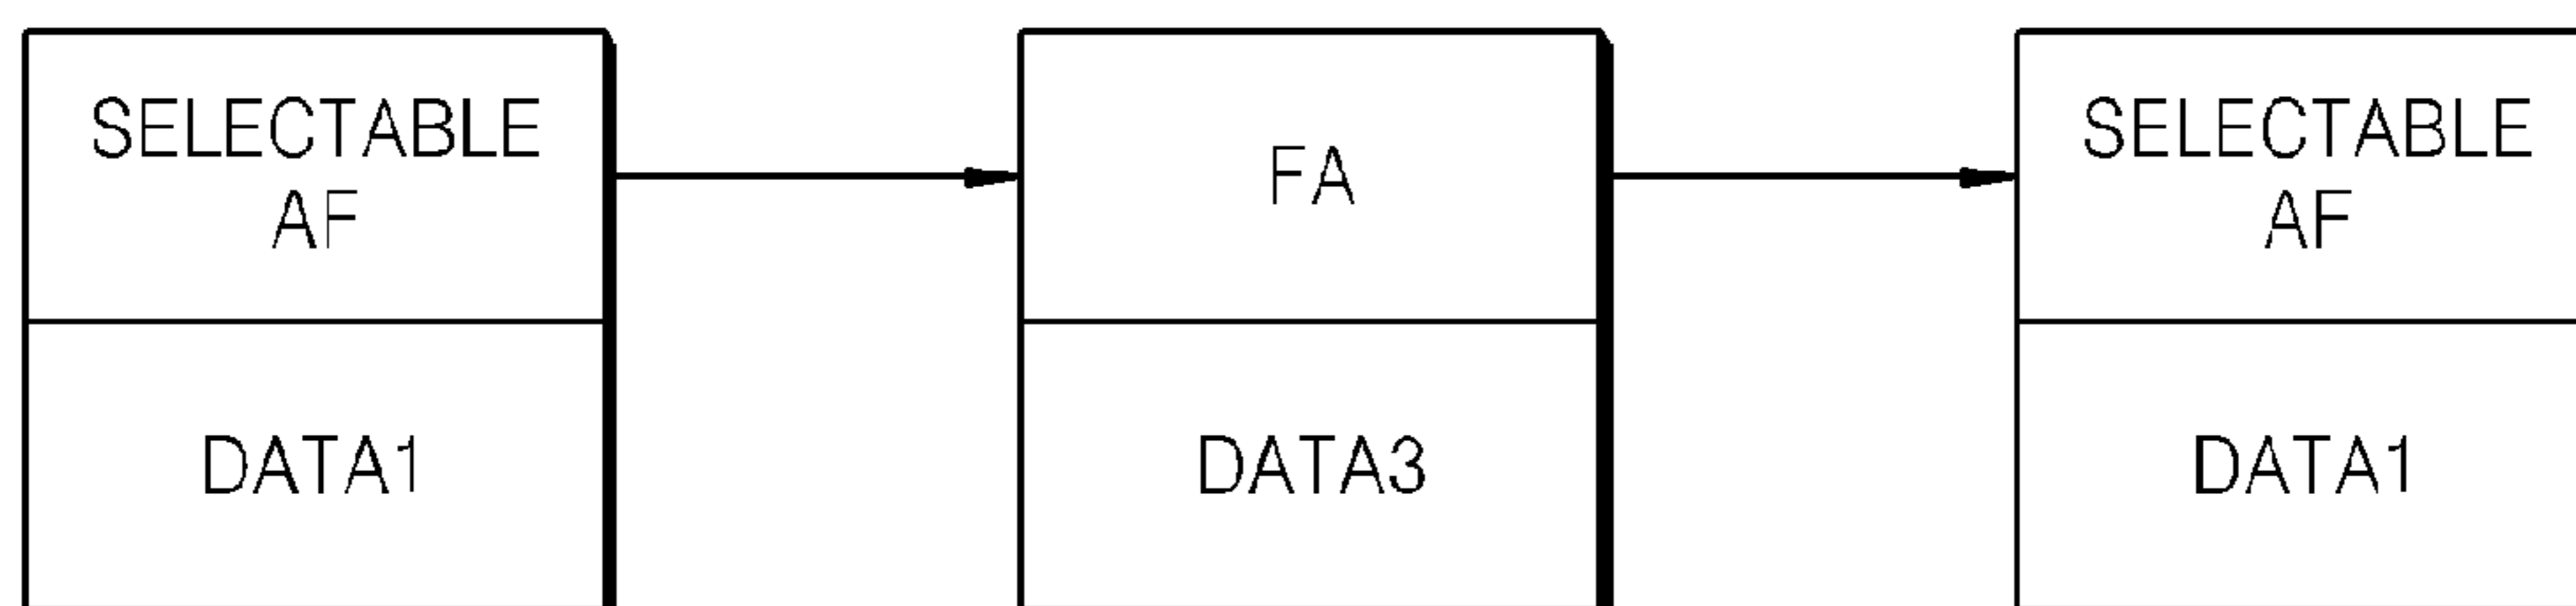 SELECTABLE
AF
DATA1
FA
DATA3
SELECTABLE
AF
DATA1